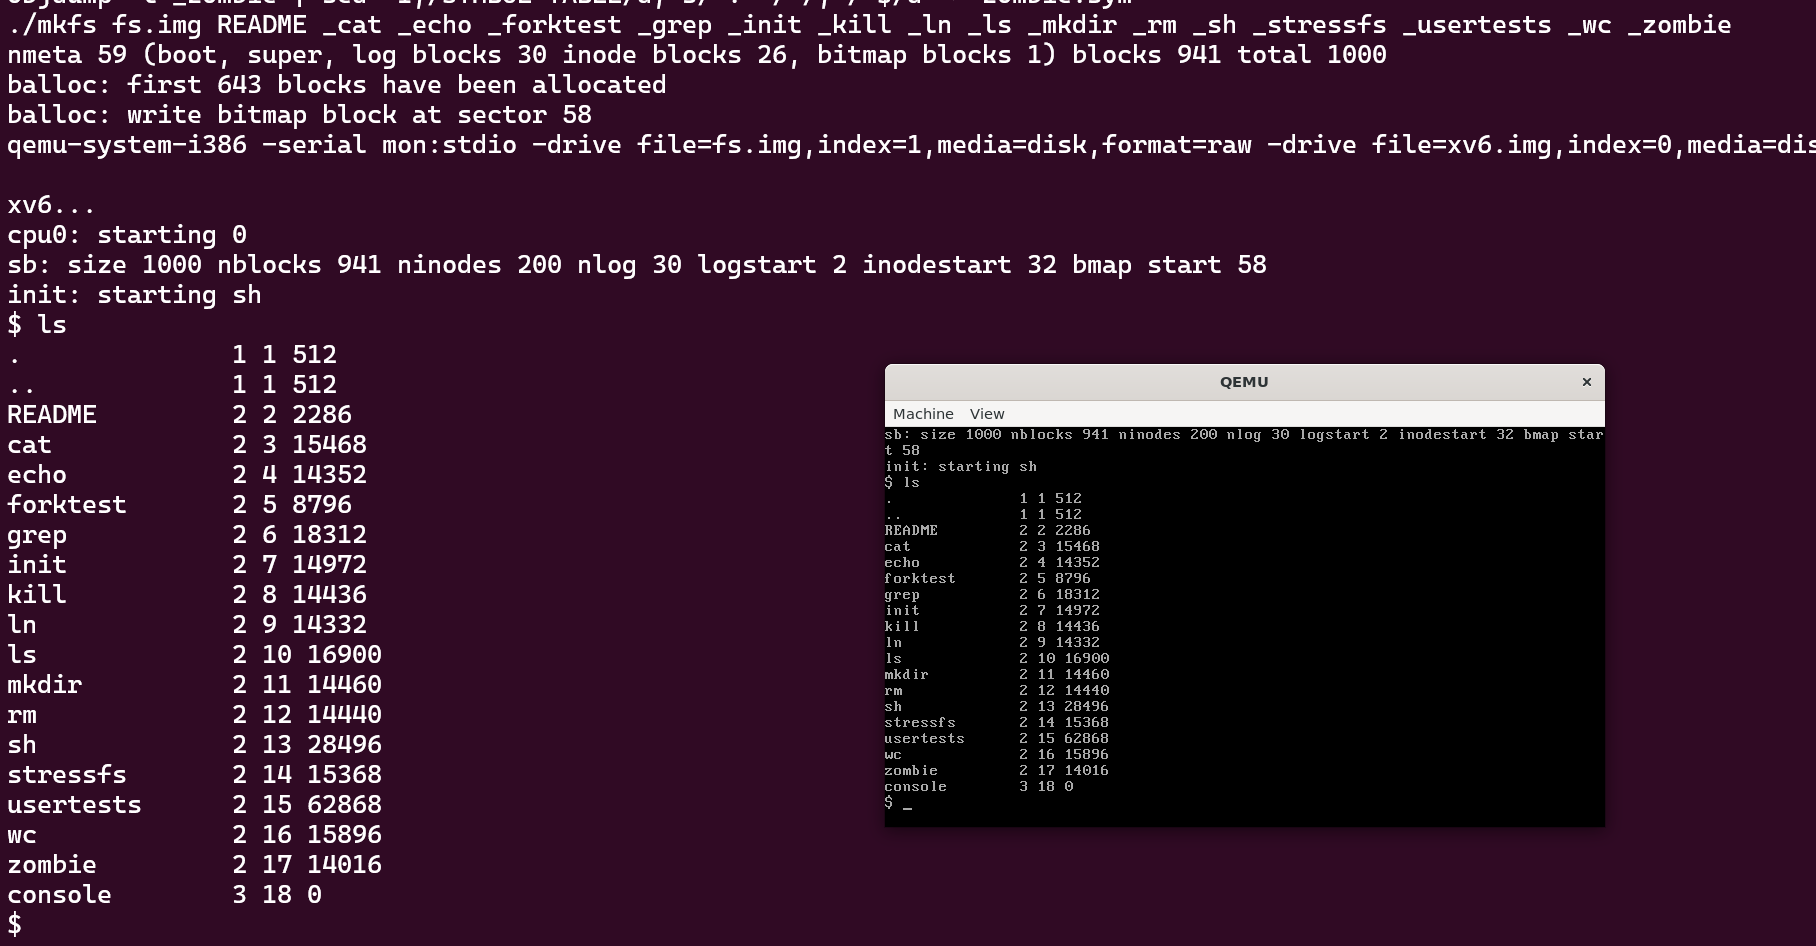 ./mkfs fs.img README _cat _echo _forktest _grep _init _kill _ln _ls _mkdir _rm _sh _stressfs _usertests _wc _zombie
nmeta 59 (boot, super, log blocks 30 inode blocks 26, bitmap blocks 1) blocks 941 total 1000
balloc: first 643 blocks have been allocated
balloc: write bitmap block at sector 58
qemu-system-i386 -serial mon:stdio -drive file=fs.img,index=1,media=disk,format=raw -drive file=xv6.img,index=0,media=dis
xv6...
cpu0: starting 0
sb: size 1000 nblocks 941 ninodes 200 nlog 30 logstart 2 inodestart 32 bmap start 58
init: starting sh
$ ls
. 1 1 512
.. 1 1 512
README 2 2 2286
cat 2 3 15468
echo 2 4 14352
forktest 2 5 8796
grep 2 6 18312
init 2 7 14972
kill 2 8 14436
ln 2 9 14332
ls 2 10 16900
mkdir 2 11 14460
rm 2 12 14440
sh 2 13 28496
stressfs 2 14 15368
usertests 2 15 62868
wc 2 16 15896
zombie 2 17 14016
console 3 18 0
$
QEMU
Machine View
sb: size 1000 nblocks 941 ninodes 200 nlog 30 logstart 2 inodestart 32 bmap star
t 58
init: starting sh
$ ls
. 1 1 512
.. 1 1 512
README 2 2 2286
cat 2 3 15468
echo 2 4 14352
forktest 2 5 8796
grep 2 6 18312
init 2 7 14972
kill 2 8 14436
ln 2 9 14332
ls 2 10 16900
mkdir 2 11 14460
rm 2 12 14440
sh 2 13 28496
stressfs 2 14 15368
usertests 2 15 62868
wc 2 16 15896
zombie 2 17 14016
console 3 18 0
$ _